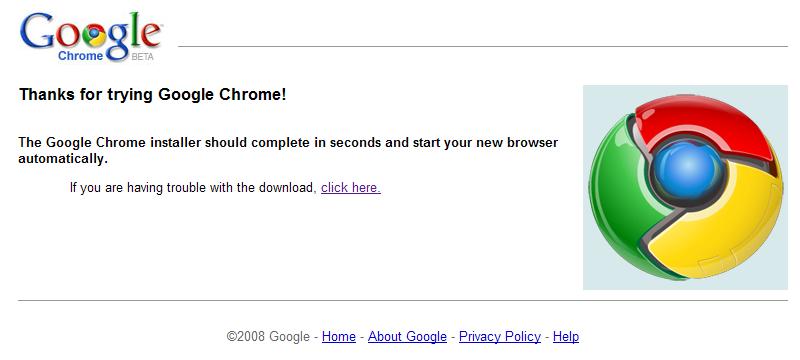 Google
Chrome BETA
Thanks for trying Google Chrome!
The Google Chrome installer should complete in seconds and start your new browser
automatically.
If you are having trouble with the download, click here.
©2008 Google - Home - About Google - Privacy Policy - Help